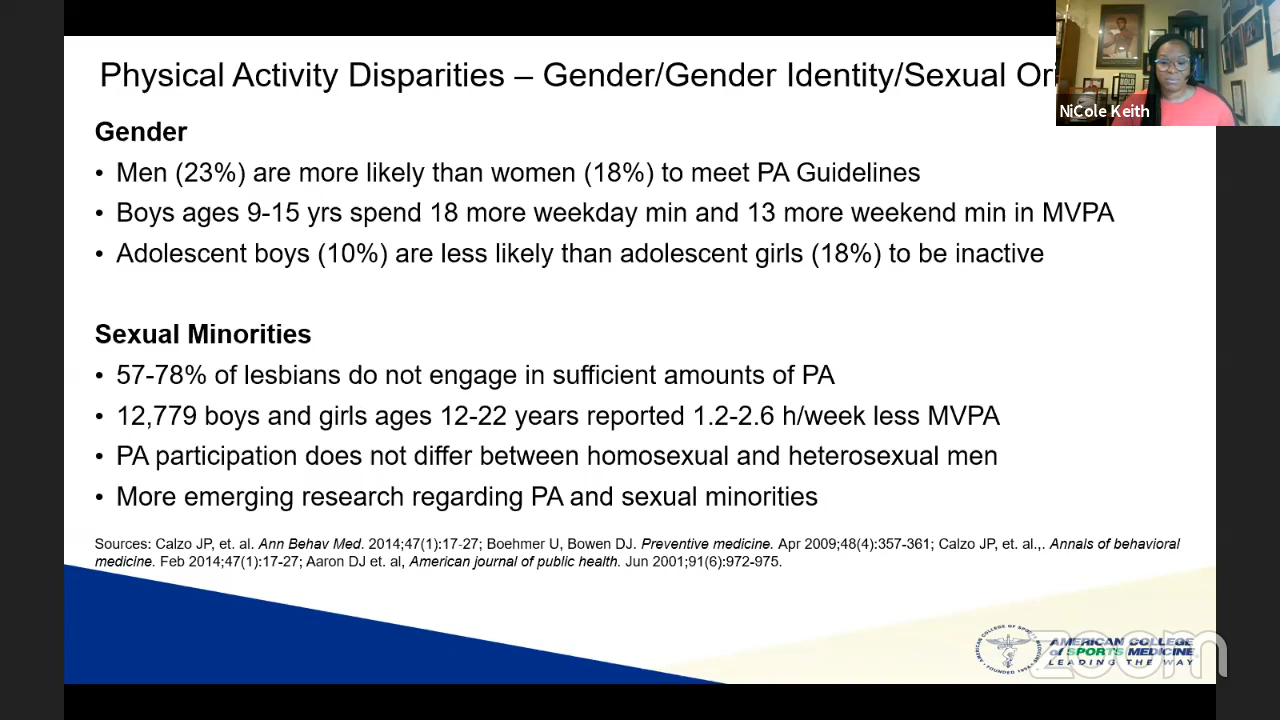 Physical Activity Disparities – Gender/Gender Identity/Sexual Ori
NiCole Keith
Gender
• Men (23%) are more likely than women (18%) to meet PA Guidelines
• Boys ages 9-15 yrs spend 18 more weekday min and 13 more weekend min in MVPA
• Adolescent boys (10%) are less likely than adolescent girls (18%) to be inactive
Sexual Minorities
• 57-78% of lesbians do not engage in sufficient amounts of PA
• 12,779 boys and girls ages 12-22 years reported 1.2-2.6 h/week less MVPA
• PA participation does not differ between homosexual and heterosexual men
• More emerging research regarding PA and sexual minorities
Sources: Calzo JP, et. al. Ann Behav Med. 2014;47(1):17-27; Boehmer U, Bowen DJ. Preventive medicine. Apr 2009;48(4):357-361; Calzo JP, et. al.,. Annals of behavioral
medicine. Feb 2014;47(1):17-27; Aaron DJ et. al, American journal of public health. Jun 2001;91(6):972-975.
AMERICAN COLLEGE
of SPORTS MEDICINE
LEADING THE WAY
zoom